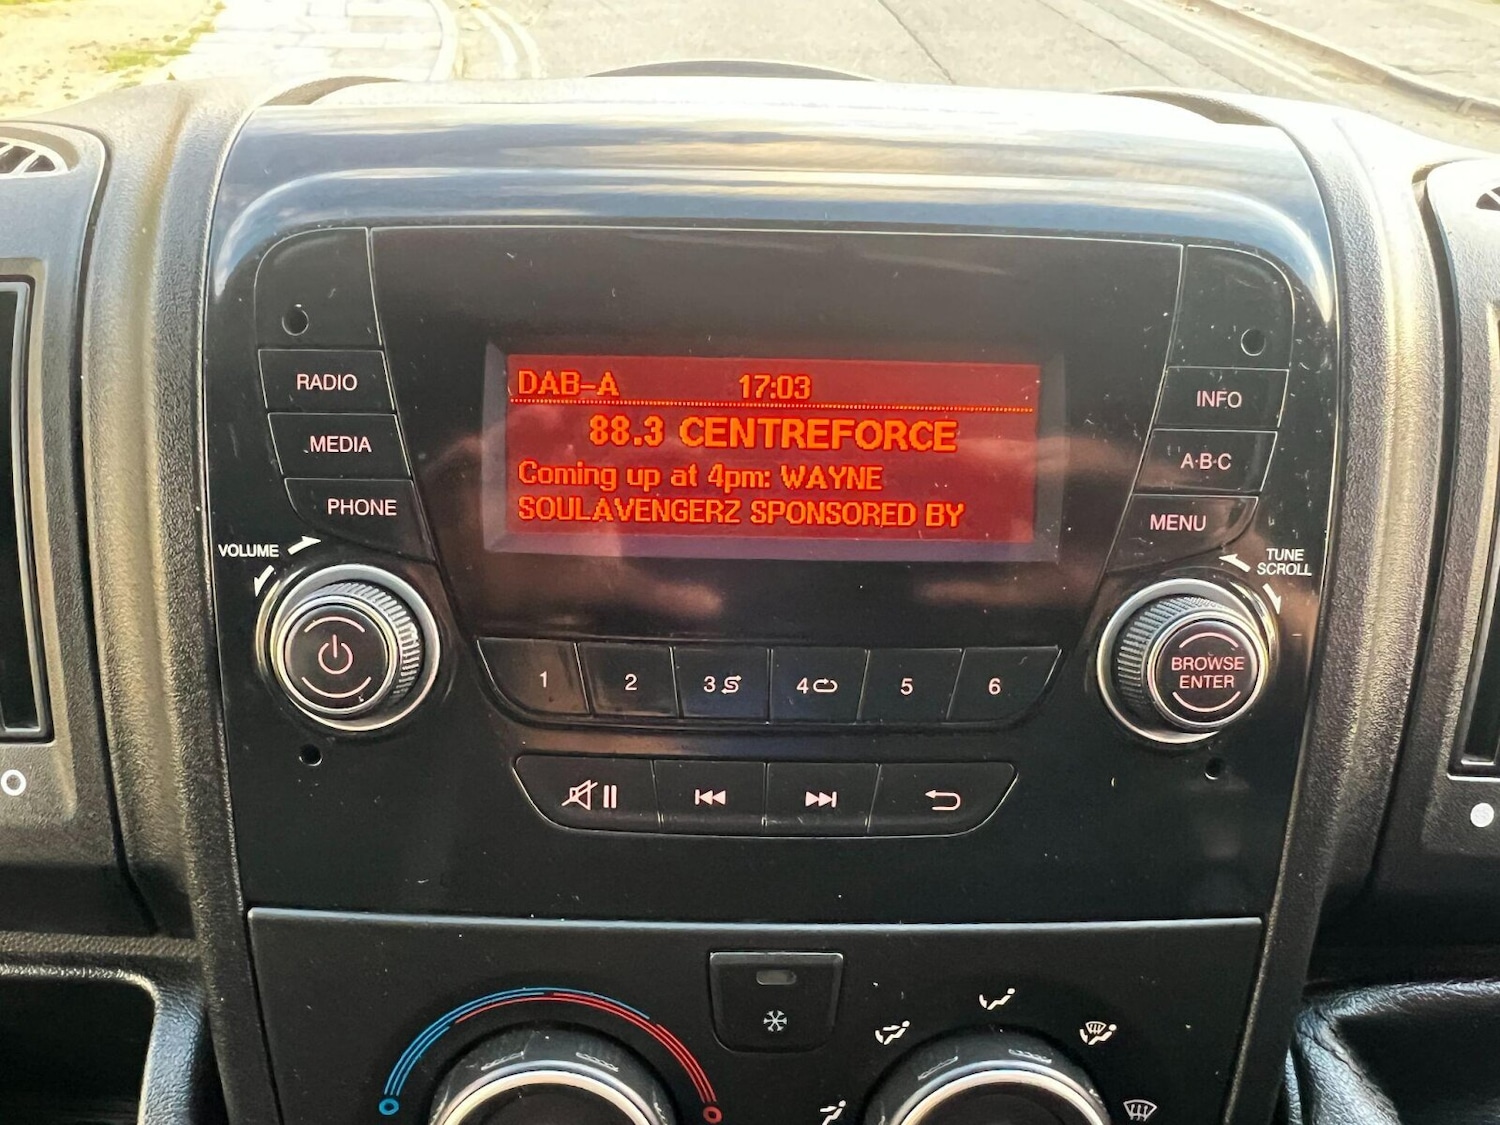 DAB-A 17:03
88.3 CENTREFORCE
Coming up at 4pm: WAYNE
SOULAVENGERZ SPONSORED BY
RADIO
MEDIA
PHONE
VOLUME
INFO
A·B·C
MENU
TUNE
SCROLL
BROWSE
ENTER
1 2 3 4 5 6